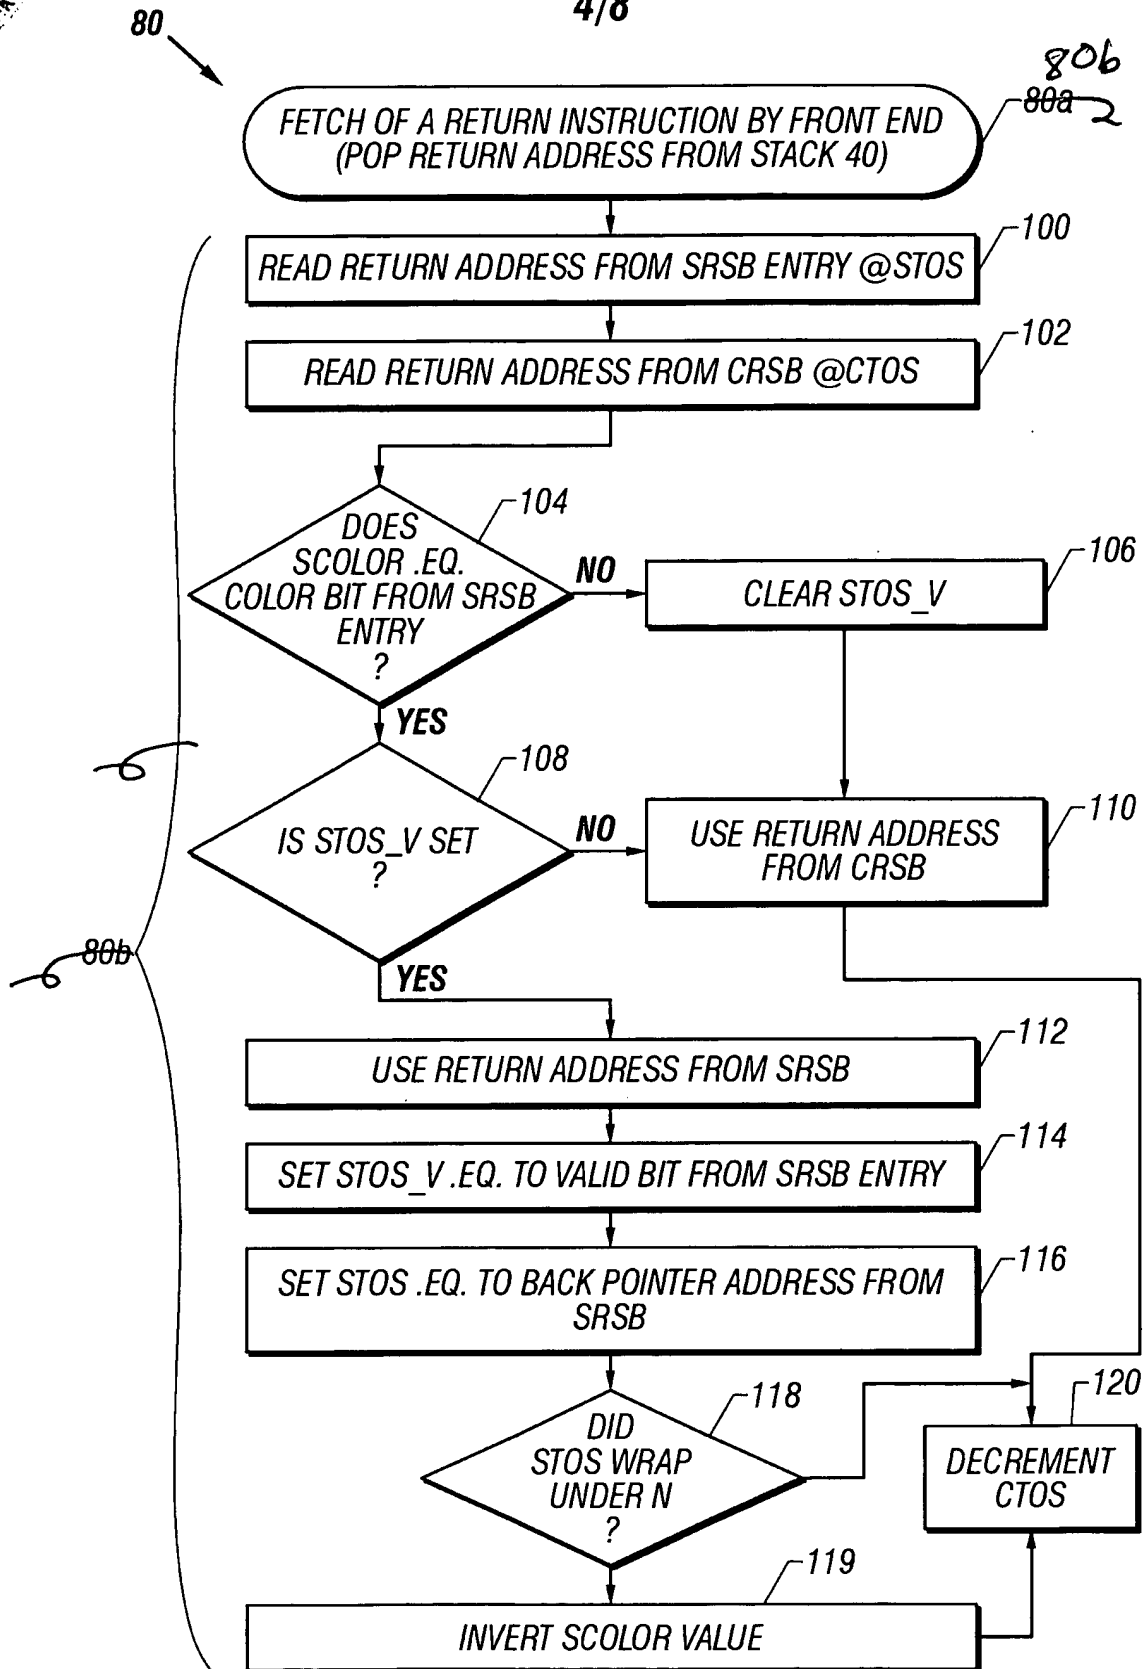 4/8
80
80b
80a
FETCH OF A RETURN INSTRUCTION BY FRONT END
(POP RETURN ADDRESS FROM STACK 40)
100
READ RETURN ADDRESS FROM SRSB ENTRY @STOS
102
READ RETURN ADDRESS FROM CRSB @CTOS
104
DOES
SCOLOR .EQ.
COLOR BIT FROM SRSB
ENTRY
?
NO
106
CLEAR STOS_V
YES
108
IS STOS_V SET
?
NO
110
USE RETURN ADDRESS
FROM CRSB
80b
YES
112
USE RETURN ADDRESS FROM SRSB
114
SET STOS_V .EQ. TO VALID BIT FROM SRSB ENTRY
116
SET STOS .EQ. TO BACK POINTER ADDRESS FROM
SRSB
118
DID
STOS WRAP
UNDER N
?
120
DECREMENT
CTOS
119
INVERT SCOLOR VALUE